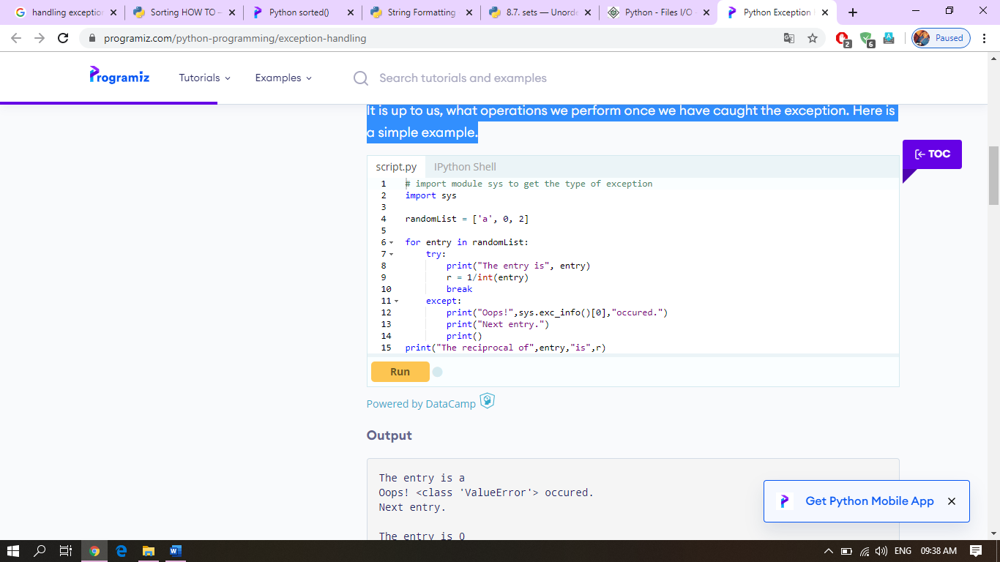 handling exceptio
Sorting HOW TO —
Python sorted()
String Formatting
8.7. sets — Unorde
Python - Files I/O
Python Exception
programiz.com/python-programming/exception-handling
2
6
Paused
Programiz
Tutorials
Examples
Search tutorials and examples
It is up to us, what operations we perform once we have caught the exception. Here is
a simple example.
TOC
script.py
IPython Shell
1 # import module sys to get the type of exception
2 import sys
3
4 randomList = ['a', 0, 2]
5
6 for entry in randomList:
7     try:
8         print("The entry is", entry)
9         r = 1/int(entry)
10         break
11     except:
12         print("Oops!",sys.exc_info()[0],"occured.")
13         print("Next entry.")
14         print()
15 print("The reciprocal of",entry,"is",r)
Run
Powered by DataCamp
Output
The entry is a
Oops! <class 'ValueError'> occured.
Next entry.
The entry is 0
Get Python Mobile App
ENG
09:38 AM